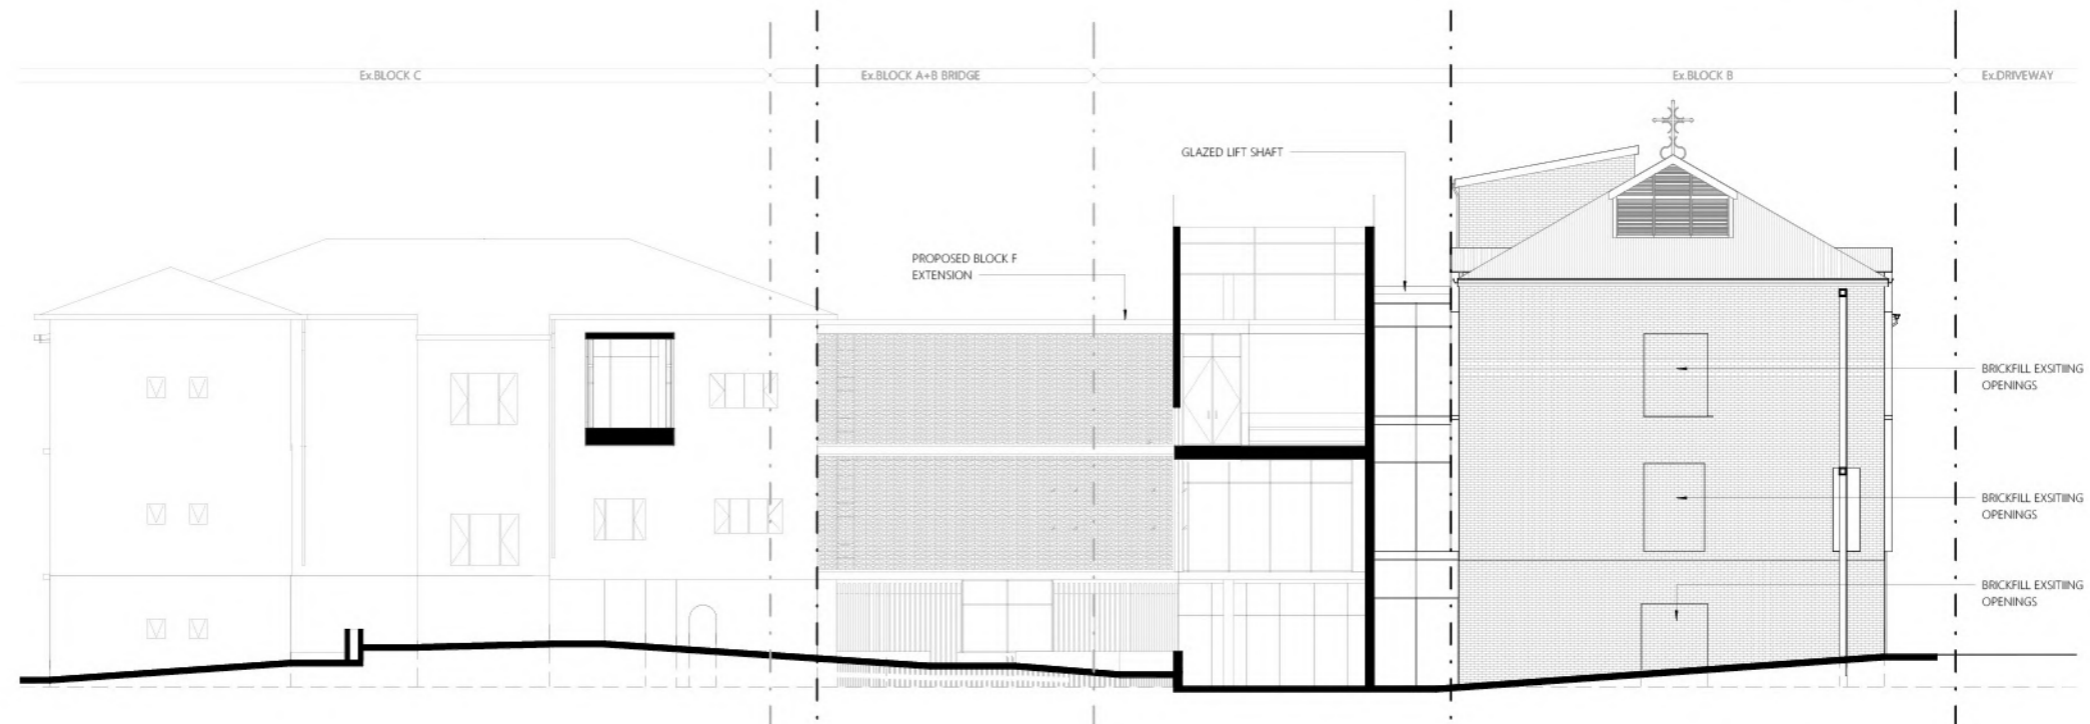 Ex.BLOCK C
Ex.BLOCK A+B BRIDGE
Ex.BLOCK B
Ex.DRIVEWAY
GLAZED LIFT SHAFT
PROPOSED BLOCK F
EXTENSION
BRICKFILL EXSITIING
OPENINGS
BRICKFILL EXSITIING
OPENINGS
BRICKFILL EXSITIING
OPENINGS